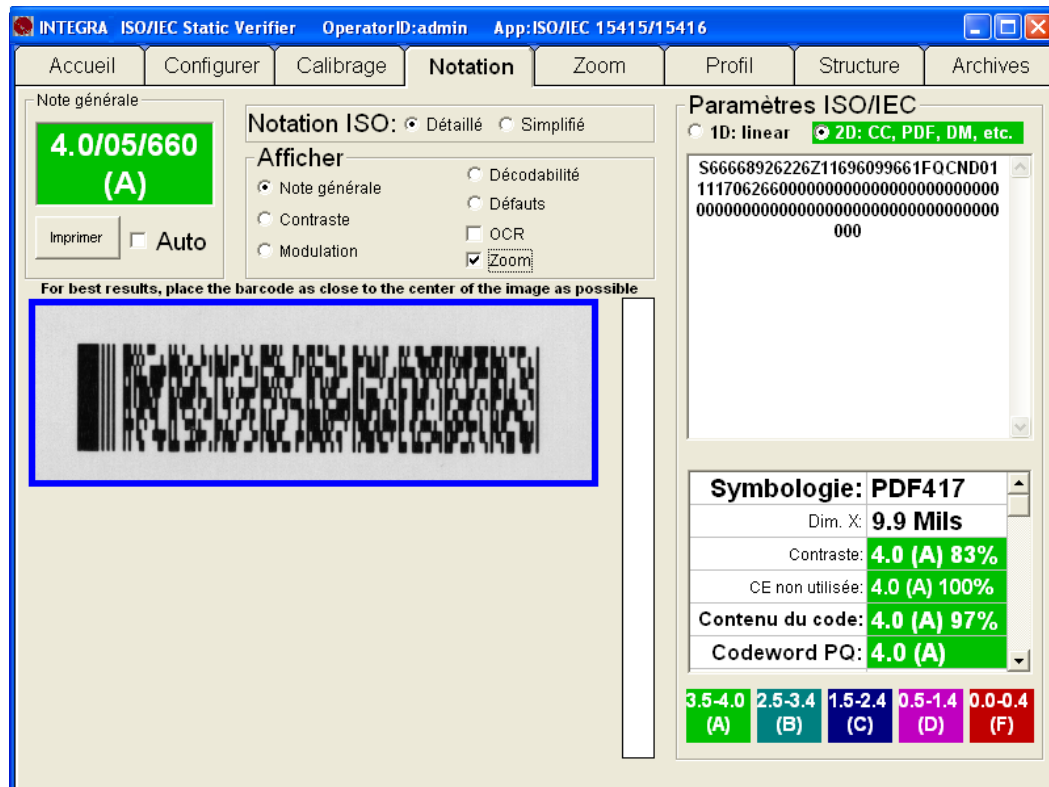 INTEGRA ISO/IEC Static Verifier OperatorID:admin App:ISO/IEC 15415/15416
Accueil Configurer Calibrage Notation Zoom Profil Structure Archives
Note générale
4.0/05/660
(A)
Imprimer Auto
Notation ISO: Détaillé Simplifié
Afficher
Note générale
Contraste
Modulation
Décodabilité
Défauts
OCR
Zoom
For best results, place the barcode as close to the center of the image as possible
Paramètres ISO/IEC
1D: linear 2D: CC, PDF, DM, etc.
S66668926226Z11696099661FQCND01
1117062660000000000000000000000
0000000000000000000000000000000
000
Symbologie: PDF417
Dim. X: 9.9 Mils
Contraste: 4.0 (A) 83%
CE non utilisée: 4.0 (A) 100%
Contenu du code: 4.0 (A) 97%
Codeword PQ: 4.0 (A)
3.5-4.0 2.5-3.4 1.5-2.4 0.5-1.4 0.0-0.4
(A) (B) (C) (D) (F)